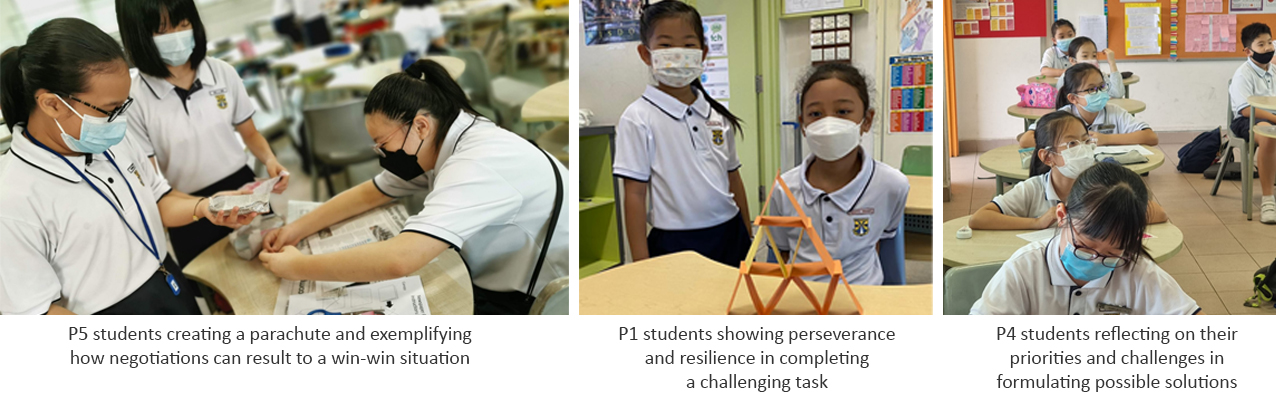 P5 students creating a parachute and exemplifying
how negotiations can result to a win-win situation
P1 students showing perseverance
and resilience in completing
a challenging task
P4 students reflecting on their
priorities and challenges in
formulating possible solutions